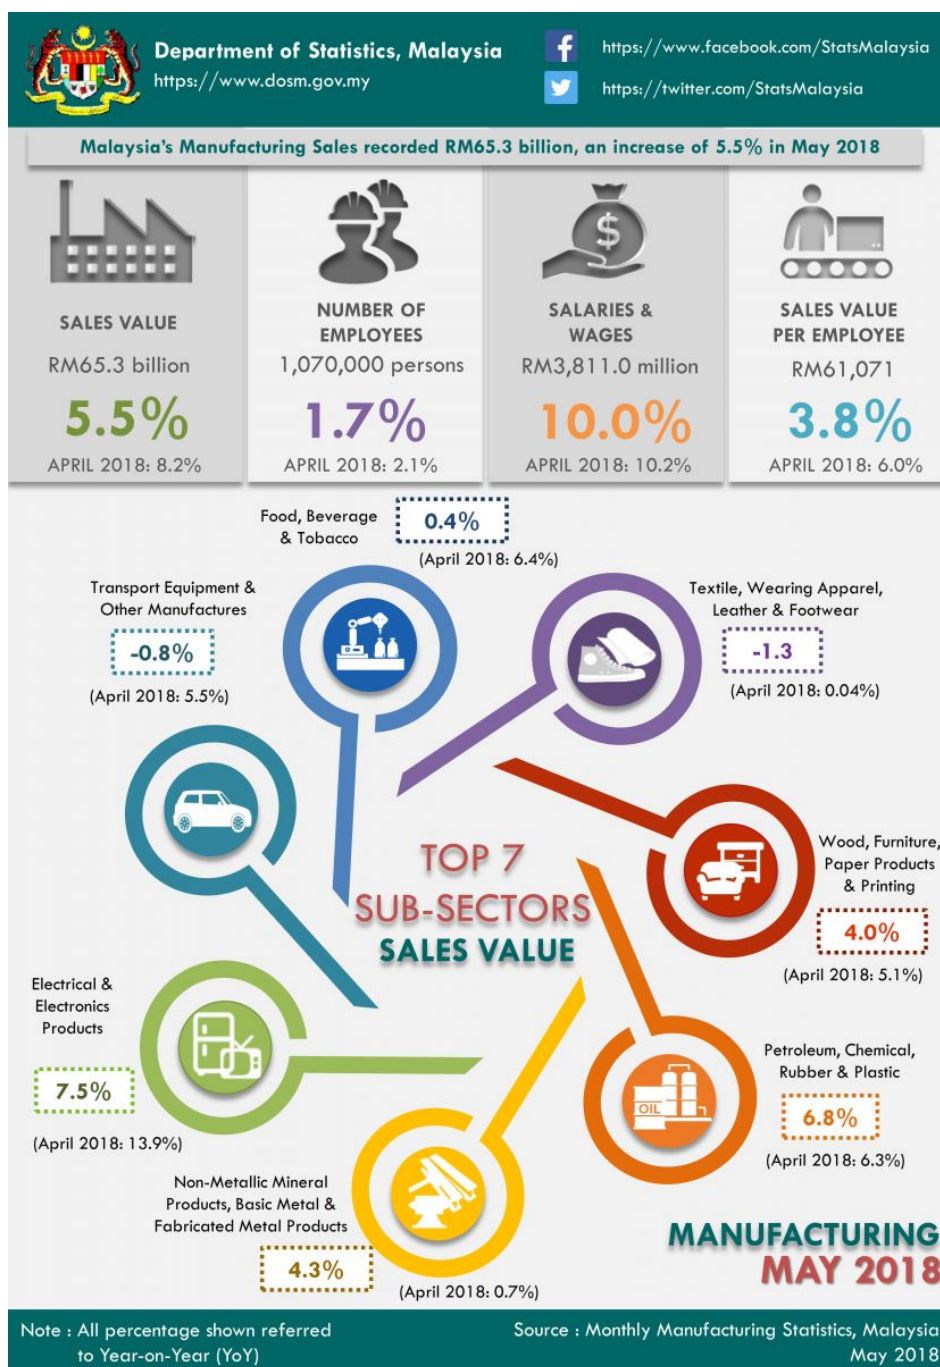 Department of Statistics, Malaysia
https://www.dosm.gov.my
https://www.facebook.com/StatsMalaysia
https://twitter.com/StatsMalaysia
Malaysia's Manufacturing Sales recorded RM65.3 billion, an increase of 5.5% in May 2018
SALES VALUE
RM65.3 billion
5.5%
APRIL 2018: 8.2%
NUMBER OF
EMPLOYEES
1,070,000 persons
1.7%
APRIL 2018: 2.1%
SALARIES &
WAGES
RM3,811.0 million
10.0%
APRIL 2018: 10.2%
SALES VALUE
PER EMPLOYEE
RM61,071
3.8%
APRIL 2018: 6.0%
Food, Beverage
& Tobacco
0.4%
(April 2018: 6.4%)
Transport Equipment &
Other Manufactures
-0.8%
(April 2018: 5.5%)
Textile, Wearing Apparel,
Leather & Footwear
-1.3
(April 2018: 0.04%)
TOP 7
SUB-SECTORS
SALES VALUE
Wood, Furniture,
Paper Products
& Printing
4.0%
(April 2018: 5.1%)
Electrical &
Electronics
Products
7.5%
(April 2018: 13.9%)
OIL
Petroleum, Chemical,
Rubber & Plastic
6.8%
(April 2018: 6.3%)
Non-Metallic Mineral
Products, Basic Metal &
Fabricated Metal Products
4.3%
(April 2018: 0.7%)
MANUFACTURING
MAY 2018
Note : All percentage shown referred
to Year-on-Year (YoY)
Source : Monthly Manufacturing Statistics, Malaysia
May 2018